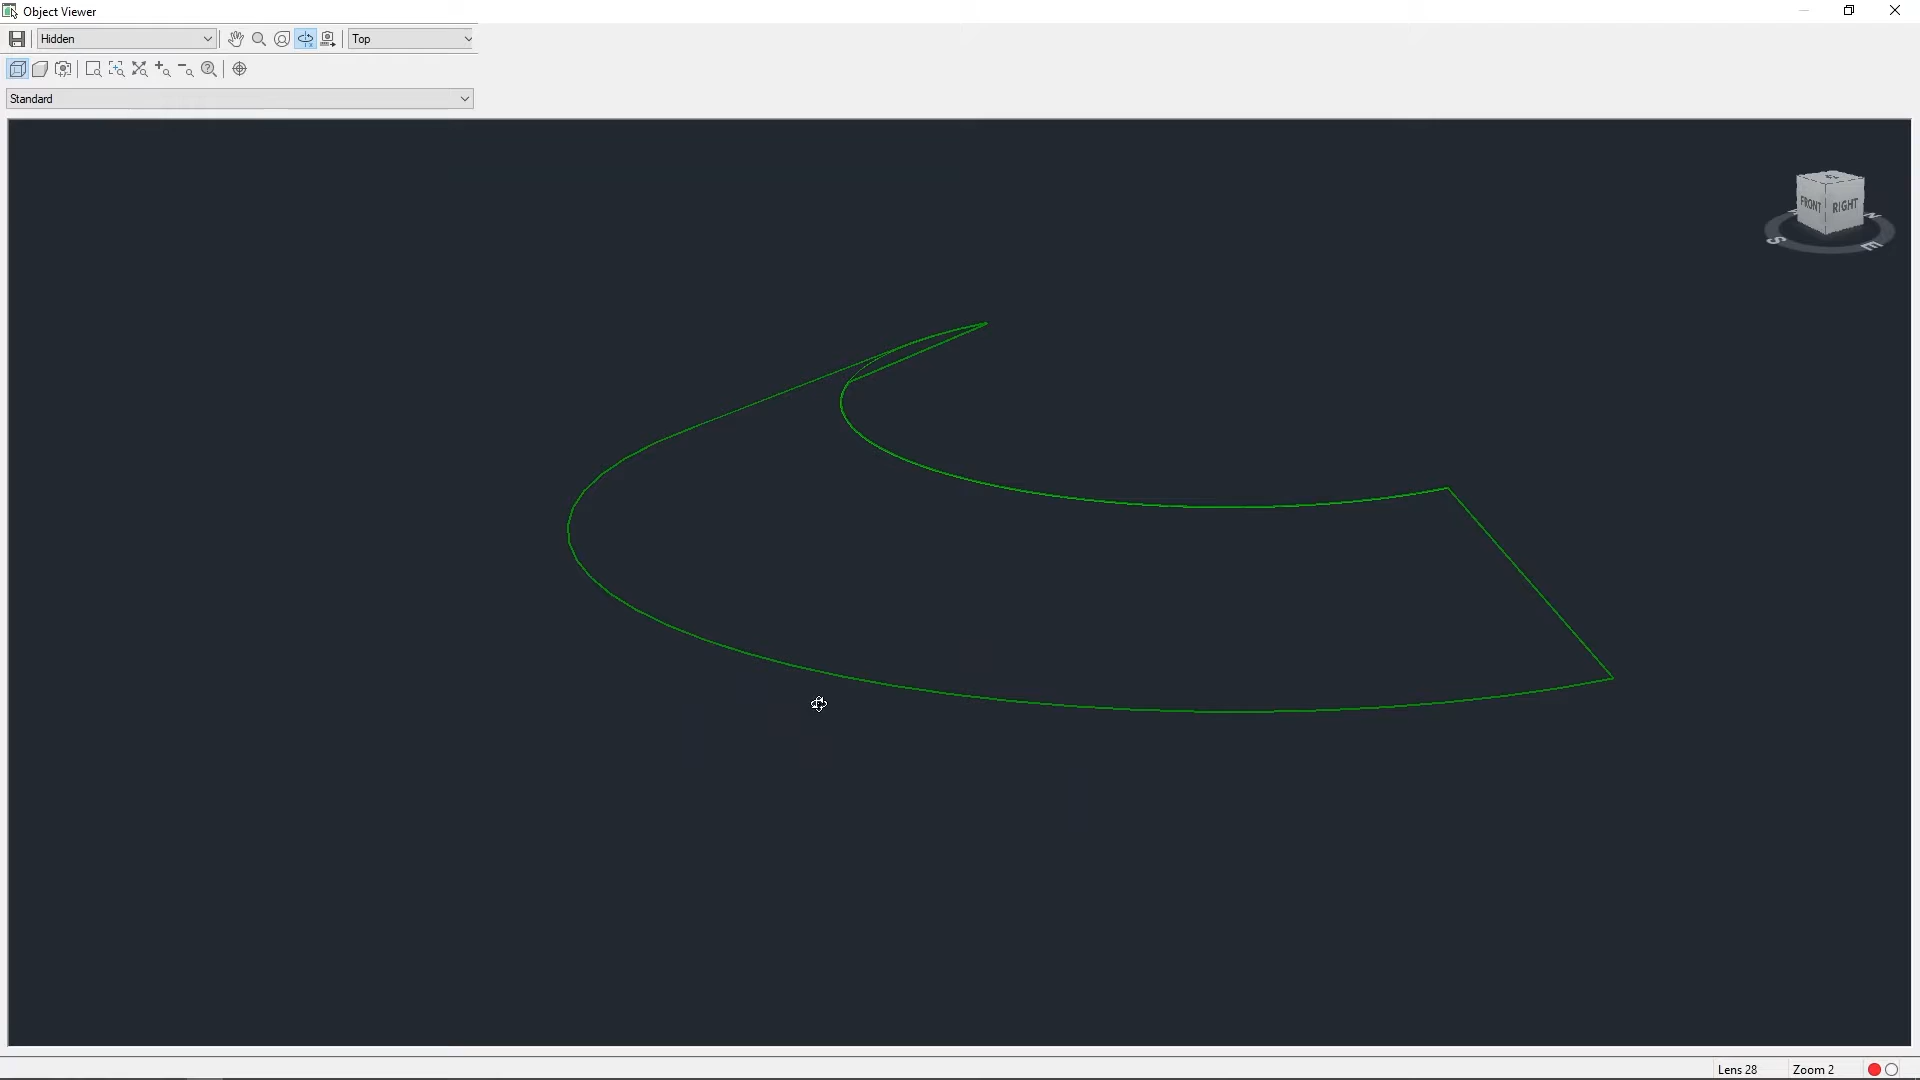 Object Viewer
Hidden
Top
Standard
FRONT
RIGHT
S
E
N
Lens 28
Zoom 2